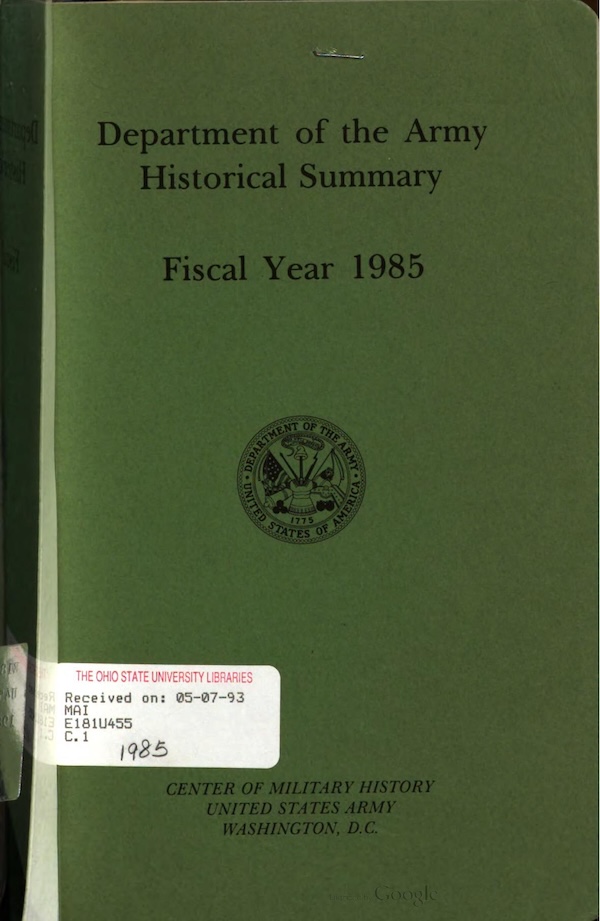 Department of the Army
Historical Summary
Fiscal Year 1985
DEPARTMENT OF THE ARMY
UNITED STATES OF AMERICA
1775
THE OHIO STATE UNIVERSITY LIBRARIES
Received on: 05-07-93
MAI
E181U455
C.1
1985
CENTER OF MILITARY HISTORY
UNITED STATES ARMY
WASHINGTON, D.C.
Google